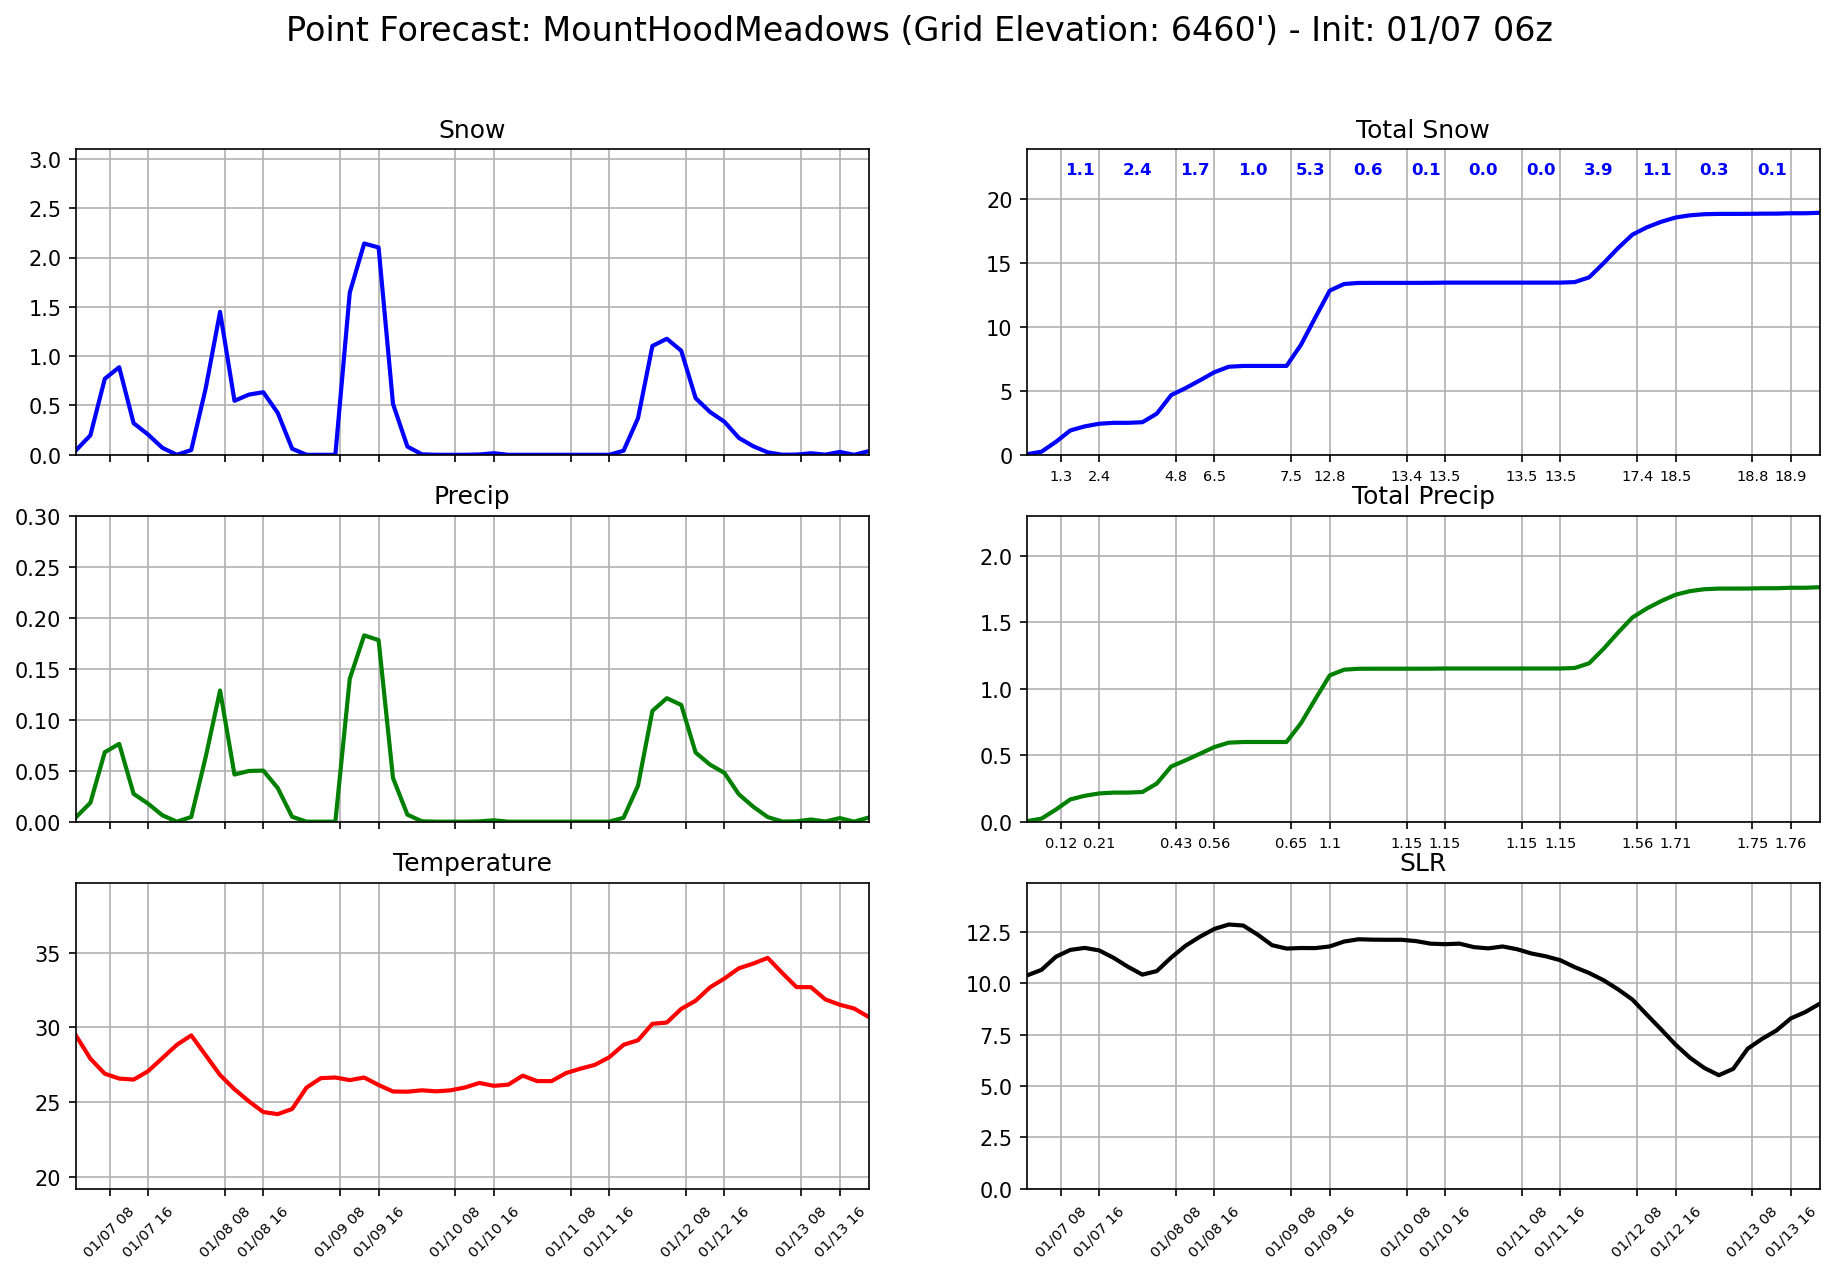 Point Forecast: MountHoodMeadows (Grid Elevation: 6460') - Init: 01/07 06z
Snow
3.0
2.5
2.0
1.5
1.0
0.5
0.0
Total Snow
1.1 2.4 1.7 1.0 5.3 0.6 0.1 0.0 0.0 3.9 1.1 0.3 0.1
20
15
10
5
0
1.3 2.4 4.8 6.5 7.5 12.8 13.4 13.5 13.5 13.5 17.4 18.5 18.8 18.9
Precip
0.30
0.25
0.20
0.15
0.10
0.05
0.00
Total Precip
2.0
1.5
1.0
0.5
0.0
0.12 0.21 0.43 0.56 0.65 1.1 1.15 1.15 1.15 1.15 1.56 1.71 1.75 1.76
Temperature
35
30
25
20
01/07 08 01/07 16 01/08 08 01/08 16 01/09 08 01/09 16 01/10 08 01/10 16 01/11 08 01/11 16 01/12 08 01/12 16 01/13 08 01/13 16
SLR
12.5
10.0
7.5
5.0
2.5
0.0
01/07 08 01/07 16 01/08 08 01/08 16 01/09 08 01/09 16 01/10 08 01/10 16 01/11 08 01/11 16 01/12 08 01/12 16 01/13 08 01/13 16